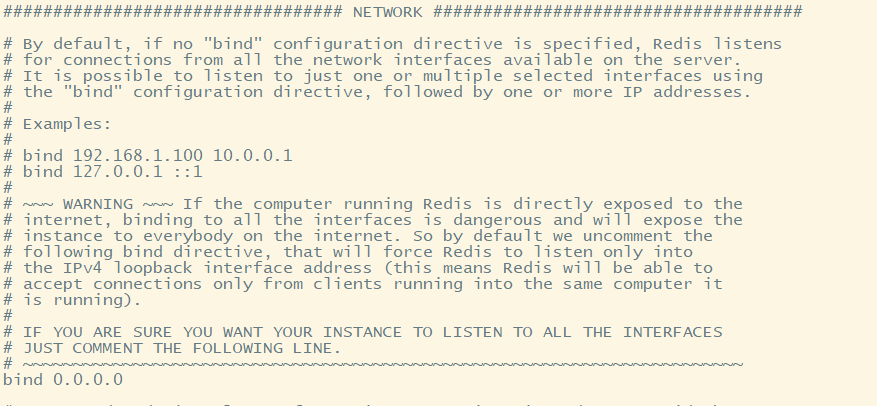 ################################## NETWORK #####################################
# By default, if no "bind" configuration directive is specified, Redis listens
# for connections from all the network interfaces available on the server.
# It is possible to listen to just one or multiple selected interfaces using
# the "bind" configuration directive, followed by one or more IP addresses.
#
# Examples:
#
# bind 192.168.1.100 10.0.0.1
# bind 127.0.0.1 ::1
#
# ~~~ WARNING ~~~ If the computer running Redis is directly exposed to the
# internet, binding to all the interfaces is dangerous and will expose the
# instance to everybody on the internet. So by default we uncomment the
# following bind directive, that will force Redis to listen only into
# the IPv4 loopback interface address (this means Redis will be able to
# accept connections only from clients running into the same computer it
# is running).
#
# IF YOU ARE SURE YOU WANT YOUR INSTANCE TO LISTEN TO ALL THE INTERFACES
# JUST COMMENT THE FOLLOWING LINE.
# ~~~~~~~~~~~~~~~~~~~~~~~~~~~~~~~~~~~~~~~~~~~~~~~~~~~~~~~~~~~~~~~~~~~~~~~~
bind 0.0.0.0